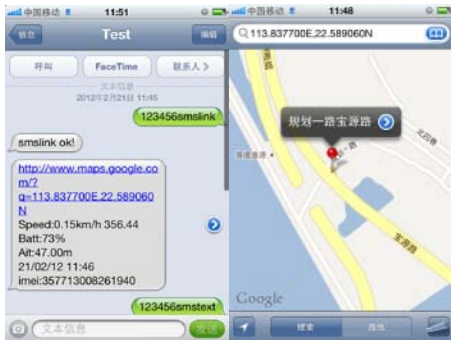 中国移动 E 11:51
信息 Test 编辑
呼叫 FaceTime 联系人 >
文本信息
2012年2月21日 11:45
123456smslink
smslink ok!
http://www.maps.google.co
m/?
q=113.837700E,22.589060
N
Speed:0.15km/h 356.44
Batt:73%
Ait:47.00m
21/02/12 11:46
imei:357713008261940
123456smstext
文本信息 发送
中国移动 E 11:48
113.837700E,22.589060N
规划一路宝源路
宝源路
Google
搜索 路线